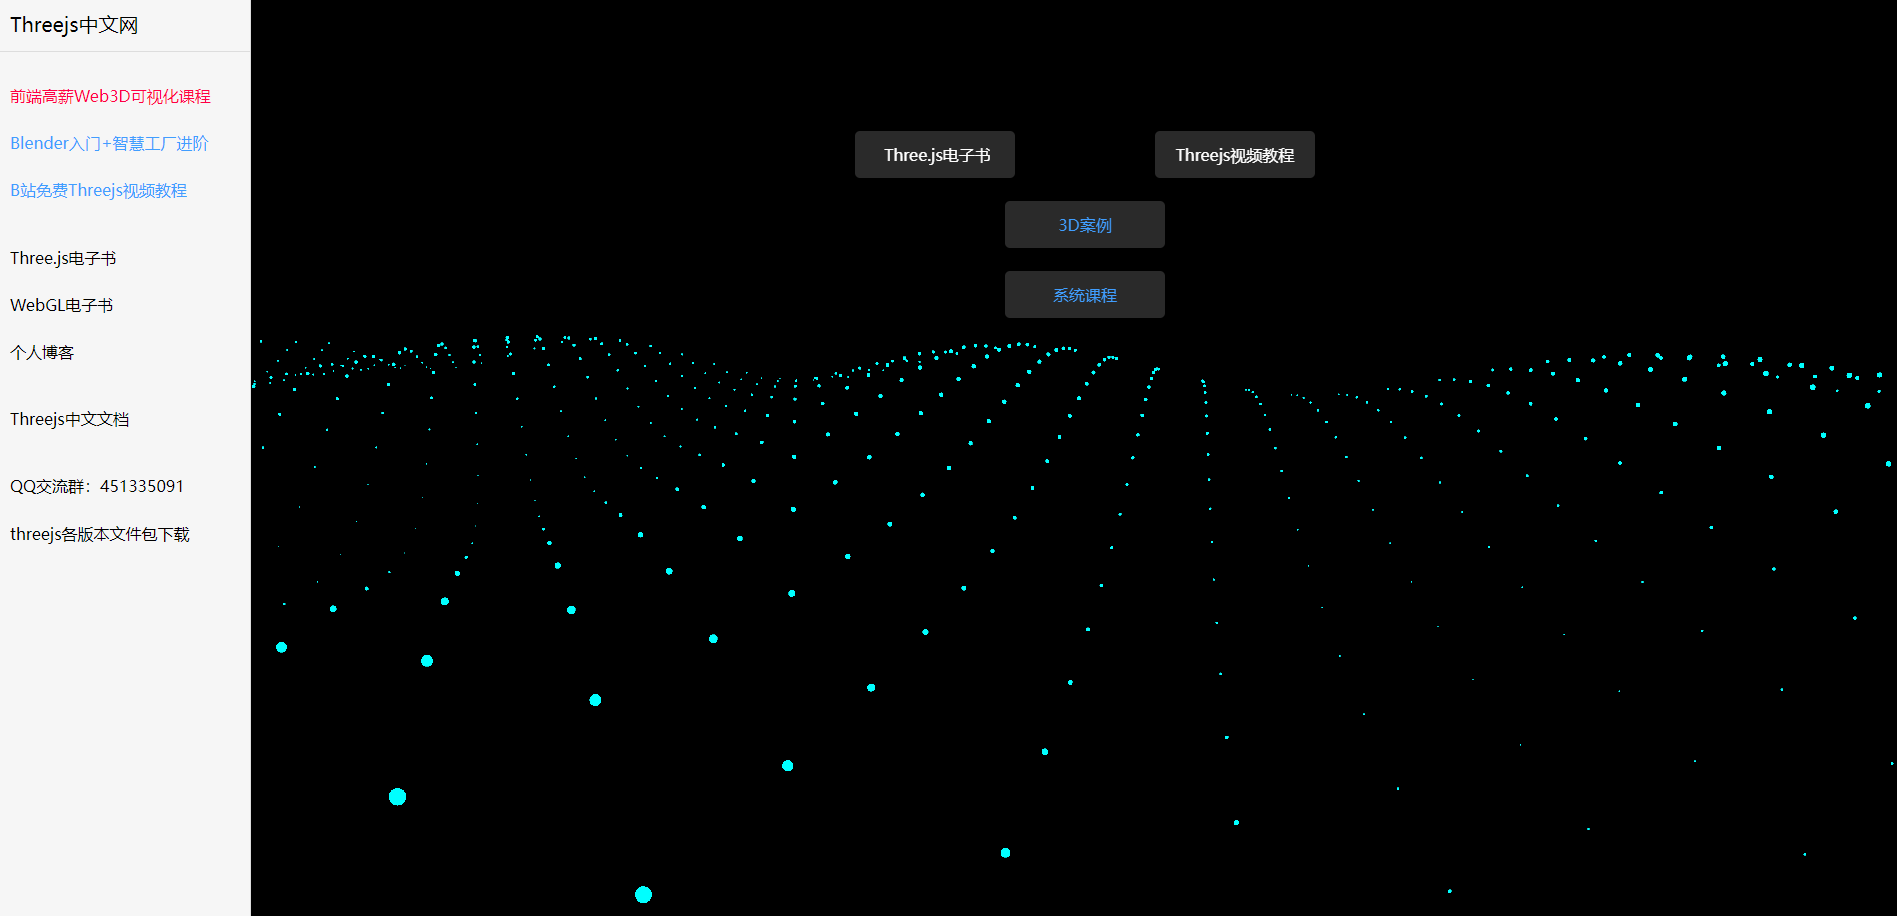 Threejs中文网
前端高薪Web3D可视化课程
Blender入门+智慧工厂进阶
B站免费Threejs视频教程
Three.js电子书
WebGL电子书
个人博客
Threejs中文文档
QQ交流群：451335091
threejs各版本文件包下载
Three.js电子书
Threejs视频教程
3D案例
系统课程